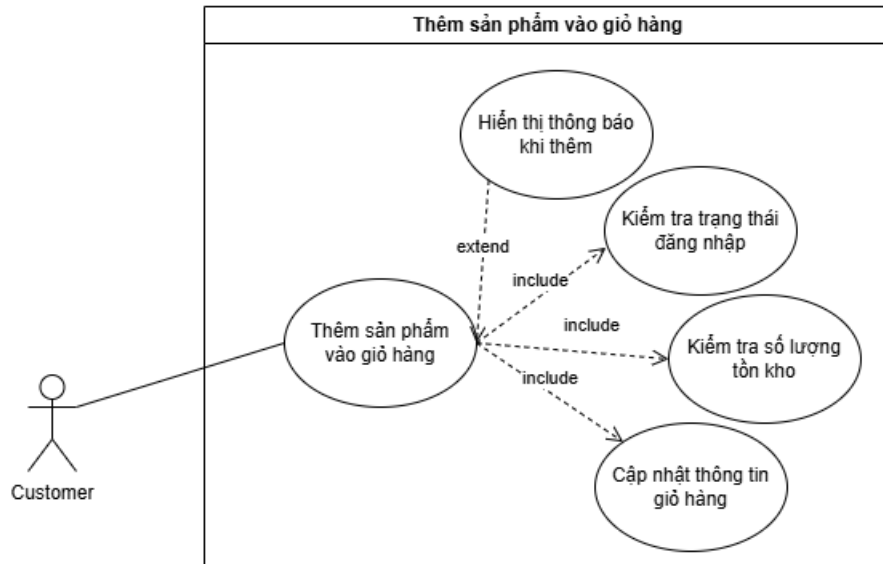 Thêm sản phẩm vào giỏ hàng
Hiển thị thông báo
khi thêm
Kiểm tra trạng thái
đăng nhập
extend
include
Thêm sản phẩm
vào giỏ hàng
include
Kiểm tra số lượng
tồn kho
include
Cập nhật thông tin
giỏ hàng
Customer